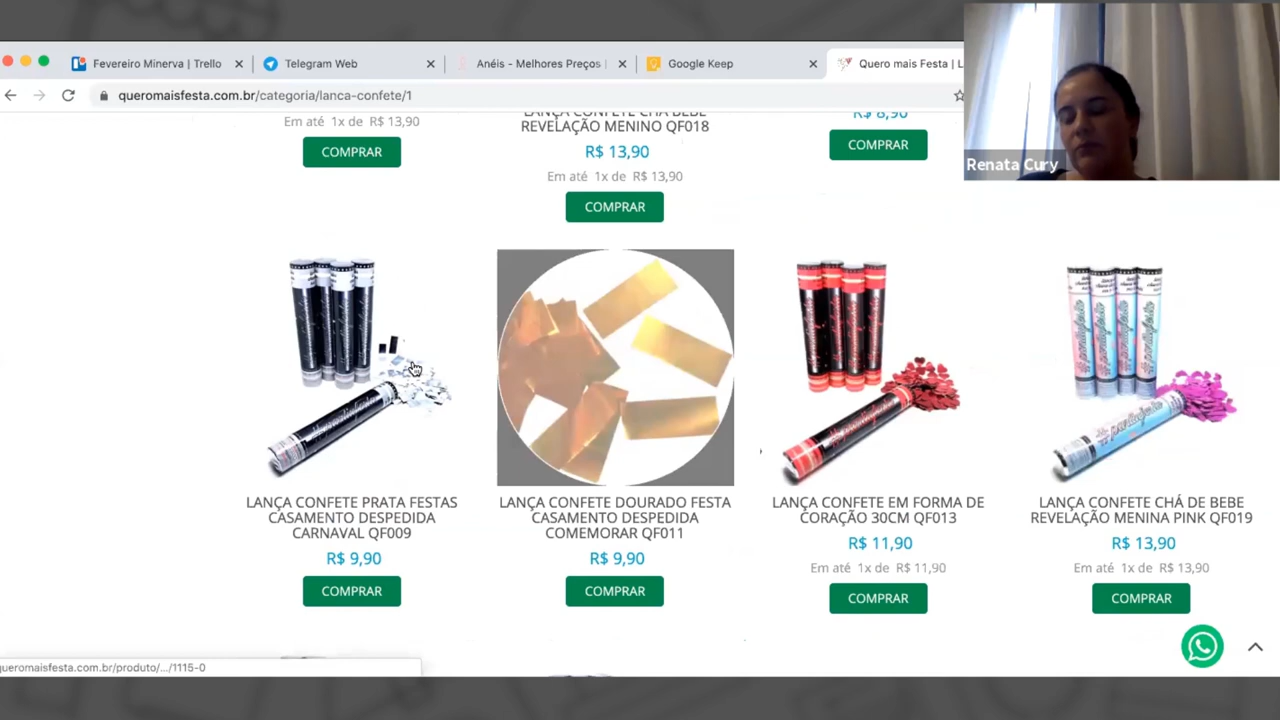 Fevereiro Minerva | Trello
Telegram Web
Anéis - Melhores Preços |
Google Keep
Quero mais Festa | L
queromaisfesta.com.br/categoria/lanca-confete/1
Renata Cury
Em até 1x de R$ 13,90
COMPRAR
LANÇA CONFETE CHÁ BEBE
REVELAÇÃO MENINO QF018
R$ 13,90
Em até 1x de R$ 13,90
COMPRAR
R$ 8,90
COMPRAR
LANÇA CONFETE PRATA FESTAS
CASAMENTO DESPEDIDA
CARNAVAL QF009
R$ 9,90
COMPRAR
LANÇA CONFETE DOURADO FESTA
CASAMENTO DESPEDIDA
COMEMORAR QF011
R$ 9,90
COMPRAR
LANÇA CONFETE EM FORMA DE
CORAÇÃO 30CM QF013
R$ 11,90
Em até 1x de R$ 11,90
COMPRAR
LANÇA CONFETE CHÁ DE BEBE
REVELAÇÃO MENINA PINK QF019
R$ 13,90
Em até 1x de R$ 13,90
COMPRAR
queromaisfesta.com.br/produto/.../1115-0